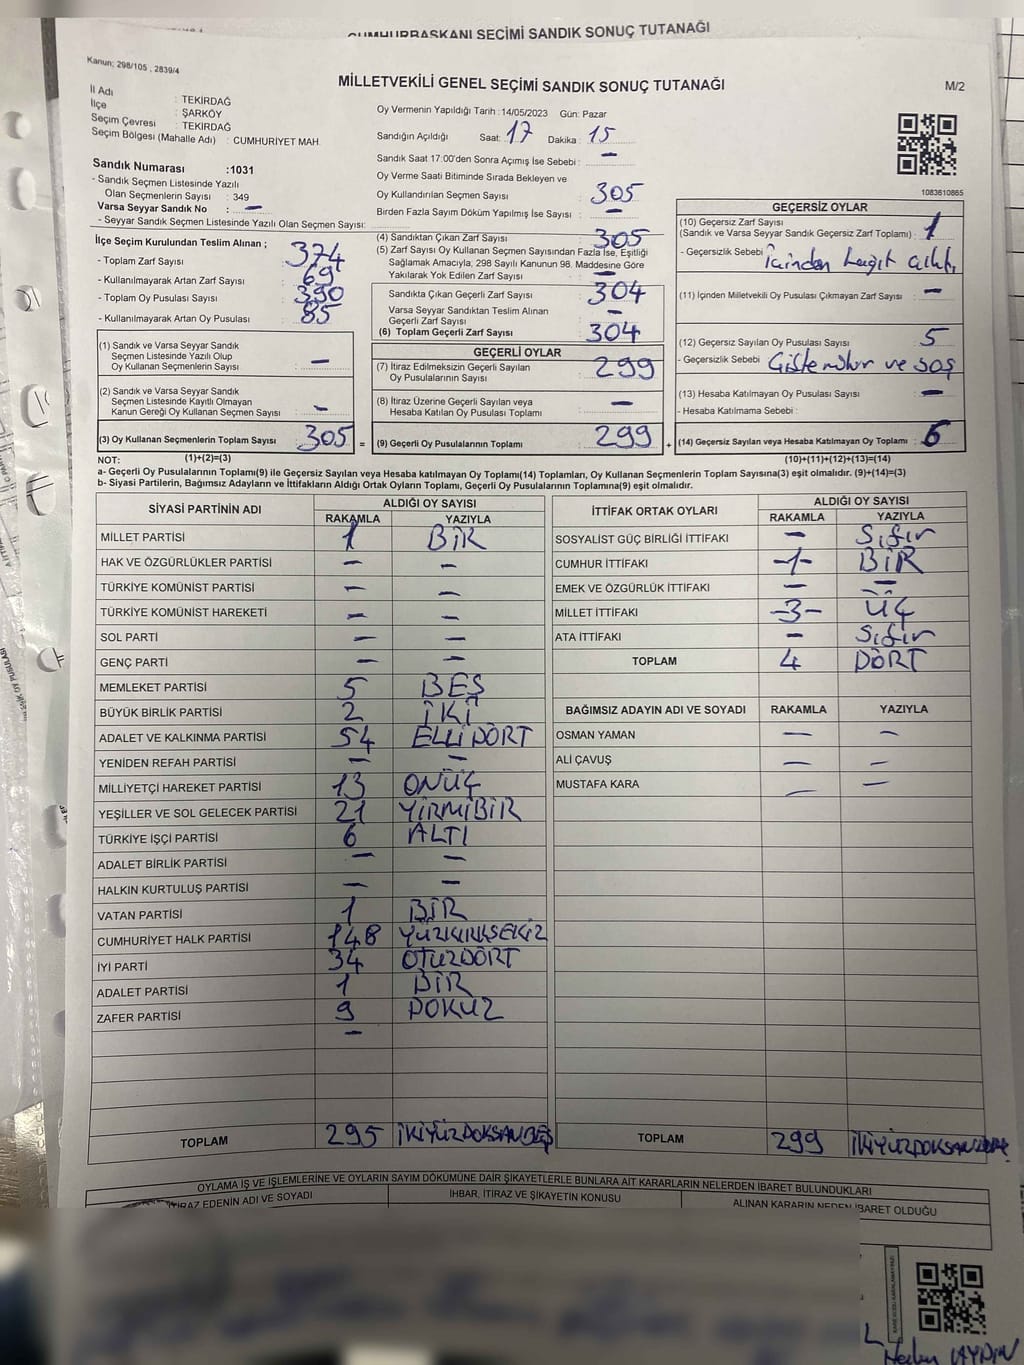 CUMHURBAŞKANI SEÇİMİ SANDIK SONUÇ TUTANAĞI
Kanun; 298/105 , 2839/4
MİLLETVEKİLİ GENEL SEÇİMİ SANDIK SONUÇ TUTANAĞI
M/2
İl Adı : TEKİRDAĞ
İlçe : ŞARKÖY
Seçim Çevresi : TEKİRDAĞ
Seçim Bölgesi (Mahalle Adı) : CUMHURİYET MAH.
Sandık Numarası :1031
- Sandık Seçmen Listesinde Yazılı
Olan Seçmenlerin Sayısı : 349
Varsa Seyyar Sandık No : -
- Seyyar Sandık Seçmen Listesinde Yazılı Olan Seçmen Sayısı:
Oy Vermenin Yapıldığı Tarih : 14/05/2023 Gün: Pazar
Sandığın Açıldığı Saat: 17 Dakika : 15
Sandık Saat 17:00'den Sonra Açılmış İse Sebebi : -
Oy Verme Saati Bitiminde Sırada Bekleyen ve
Oy Kullandırılan Seçmen Sayısı : 305
Birden Fazla Sayım Döküm Yapılmış İse Sayısı : -
1083610865
İlçe Seçim Kurulundan Teslim Alınan ;
- Toplam Zarf Sayısı : 374
- Kullanılmayarak Artan Zarf Sayısı : 69
- Toplam Oy Pusulası Sayısı : 390
- Kullanılmayarak Artan Oy Pusulası : 85
(4) Sandıktan Çıkan Zarf Sayısı : 305
(5) Zarf Sayısı Oy Kullanan Seçmen Sayısından Fazla İse, Eşitliği
Sağlamak Amacıyla, 298 Sayılı Kanunun 98. Maddesine Göre
Yakılarak Yok Edilen Zarf Sayısı : -
Sandıkta Çıkan Geçerli Zarf Sayısı : 304
Varsa Seyyar Sandıktan Teslim Alınan
Geçerli Zarf Sayısı : -
(6) Toplam Geçerli Zarf Sayısı : 304
GEÇERSİZ OYLAR
(10) Geçersiz Zarf Sayısı
(Sandık ve Varsa Seyyar Sandık Geçersiz Zarf Toplamı) : 1
- Geçersizlik Sebebi : İçinden kağıt çıktı
(11) İçinden Milletvekili Oy Pusulası Çıkmayan Zarf Sayısı : -
(12) Geçersiz Sayılan Oy Pusulası Sayısı : 5
- Geçersizlik Sebebi : ve
(13) Hesaba Katılmayan Oy Pusulası Sayısı : -
- Hesaba Katılmama Sebebi :
(14) Geçersiz Sayılan veya Hesaba Katılmayan Oy Toplamı : 6
(1) Sandık ve Varsa Seyyar Sandık
Seçmen Listesinde Yazılı Olup
Oy Kullanan Seçmenlerin Sayısı : -
(2) Sandık ve Varsa Seyyar Sandık
Seçmen Listesinde Kayıtlı Olmayan
Kanun Gereği Oy Kullanan Seçmen Sayısı : -
(3) Oy Kullanan Seçmenlerin Toplam Sayısı : 305 =
GEÇERLİ OYLAR
(7) İtiraz Edilmeksizin Geçerli Sayılan
Oy Pusulalarının Sayısı : 299
(8) İtiraz Üzerine Geçerli Sayılan veya
Hesaba Katılan Oy Pusulası Toplamı : -
(9) Geçerli Oy Pusulalarının Toplamı : 299 +
NOT: (1)+(2)=(3)
(10)+(11)+(12)+(13)=(14)
a- Geçerli Oy Pusulalarının Toplamı(9) ile Geçersiz Sayılan veya Hesaba katılmayan Oy Toplamı(14) Toplamları, Oy Kullanan Seçmenlerin Toplam Sayısına(3) eşit olmalıdır. (9)+(14)=(3)
b- Siyasi Partilerin, Bağımsız Adayların ve İttifakların Aldığı Ortak Oyların Toplamı, Geçerli Oy Pusulalarının Toplamına(9) eşit olmalıdır.
SİYASİ PARTİNİN ADI ALDIĞI OY SAYISI
RAKAMLA YAZIYLA
MİLLET PARTİSİ 1 BİR
HAK VE ÖZGÜRLÜKLER PARTİSİ - -
TÜRKİYE KOMÜNİST PARTİSİ - -
TÜRKİYE KOMÜNİST HAREKETİ - -
SOL PARTİ - -
GENÇ PARTİ - -
MEMLEKET PARTİSİ 5 BEŞ
BÜYÜK BİRLİK PARTİSİ 2 İKİ
ADALET VE KALKINMA PARTİSİ 54 ELLİDÖRT
YENİDEN REFAH PARTİSİ - -
MİLLİYETÇİ HAREKET PARTİSİ 13 ONÜÇ
YEŞİLLER VE SOL GELECEK PARTİSİ 21 YİRMİBİR
TÜRKİYE İŞÇİ PARTİSİ 6 ALTI
ADALET BİRLİK PARTİSİ - -
HALKIN KURTULUŞ PARTİSİ - -
VATAN PARTİSİ 1 BİR
CUMHURİYET HALK PARTİSİ 148 YÜZKIRKSEKİZ
İYİ PARTİ 34 OTUZDÖRT
ADALET PARTİSİ 1 BİR
ZAFER PARTİSİ 9 DOKUZ
-
TOPLAM 295 İKİYÜZDOKSANBEŞ
İTTİFAK ORTAK OYLARI ALDIĞI OY SAYISI
RAKAMLA YAZIYLA
SOSYALİST GÜÇ BİRLİĞİ İTTİFAKI - Sıfır
CUMHUR İTTİFAKI -1- BİR
EMEK VE ÖZGÜRLÜK İTTİFAKI - -
MİLLET İTTİFAKI -3- ÜÇ
ATA İTTİFAKI - Sıfır
TOPLAM 4 DÖRT
BAĞIMSIZ ADAYIN ADI VE SOYADI RAKAMLA YAZIYLA
OSMAN YAMAN - -
ALİ ÇAVUŞ - -
MUSTAFA KARA - -
TOPLAM 299
OYLAMA İŞ VE İŞLEMLERİNE VE OYLARIN SAYIM DÖKÜMÜNE DAİR ŞİKAYETLERLE BUNLARA AİT KARARLARIN NELERDEN İBARET BULUNDUKLARI
İTİRAZ EDENİN ADI VE SOYADI İHBAR, İTİRAZ VE ŞİKAYETİN KONUSU ALINAN KARARIN NEDEN İBARET OLDUĞU
AYDIN